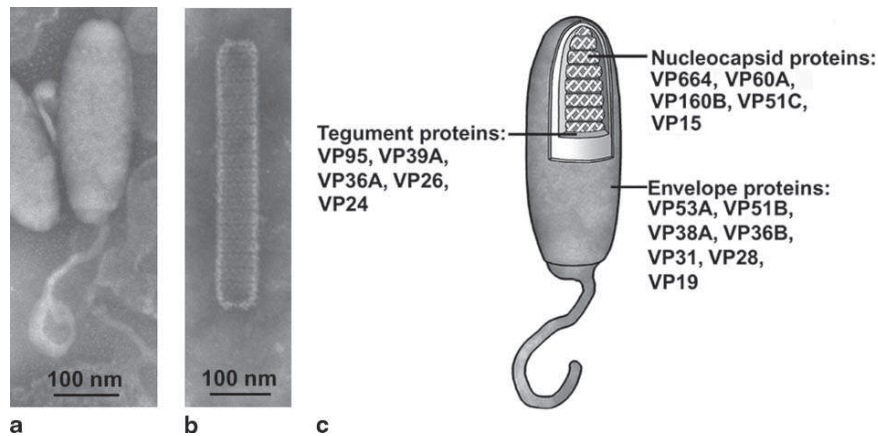 Nucleocapsid proteins:
VP664, VP60A,
VP160B, VP51C,
VP15
Tegument proteins:
VP95, VP39A,
VP36A, VP26,
VP24
Envelope proteins:
VP53A, VP51B,
VP38A, VP36B,
VP31, VP28,
VP19
100 nm
100 nm
a
b
c